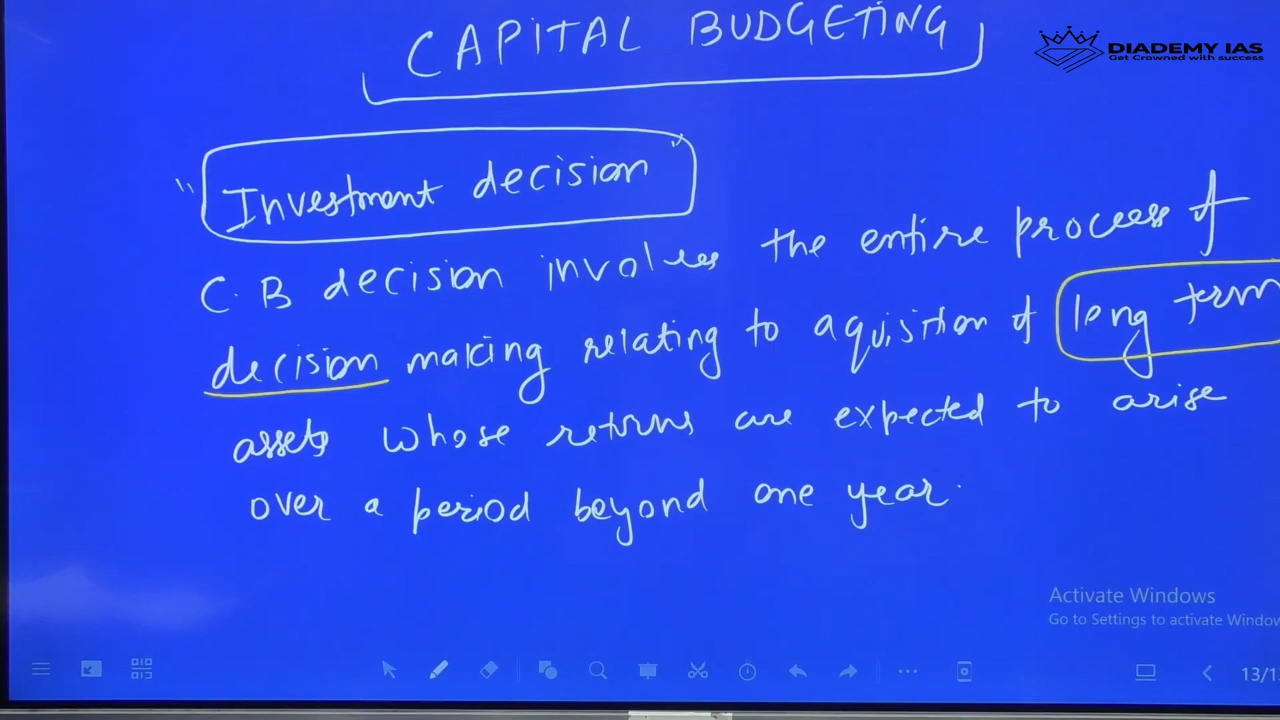 CAPITAL BUDGETING
DIADEMY IAS
Get Crowned with success
"Investment decision"
C.B decision involves the entire process of
decision making relating to aquisition of long term
assets whose returns are expected to arise
over a period beyond one year.
Activate Windows
Go to Settings to activate Window
13/1